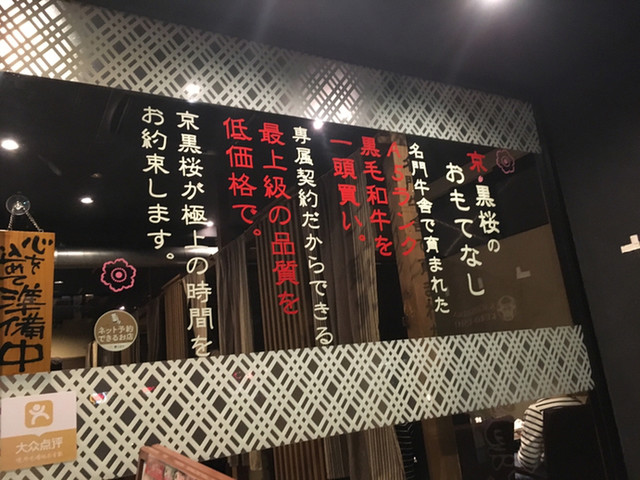 京・黒桜の
おもてなし
名門牛舎で育まれた
A5ランク
黒毛和牛を
一頭買い。
専属契約だからできる
最上級の品質を
低価格で。
京黒桜が極上の時間を
お約束します。
心を
込めて
準備中
ネット予約
できるお店
大众点评